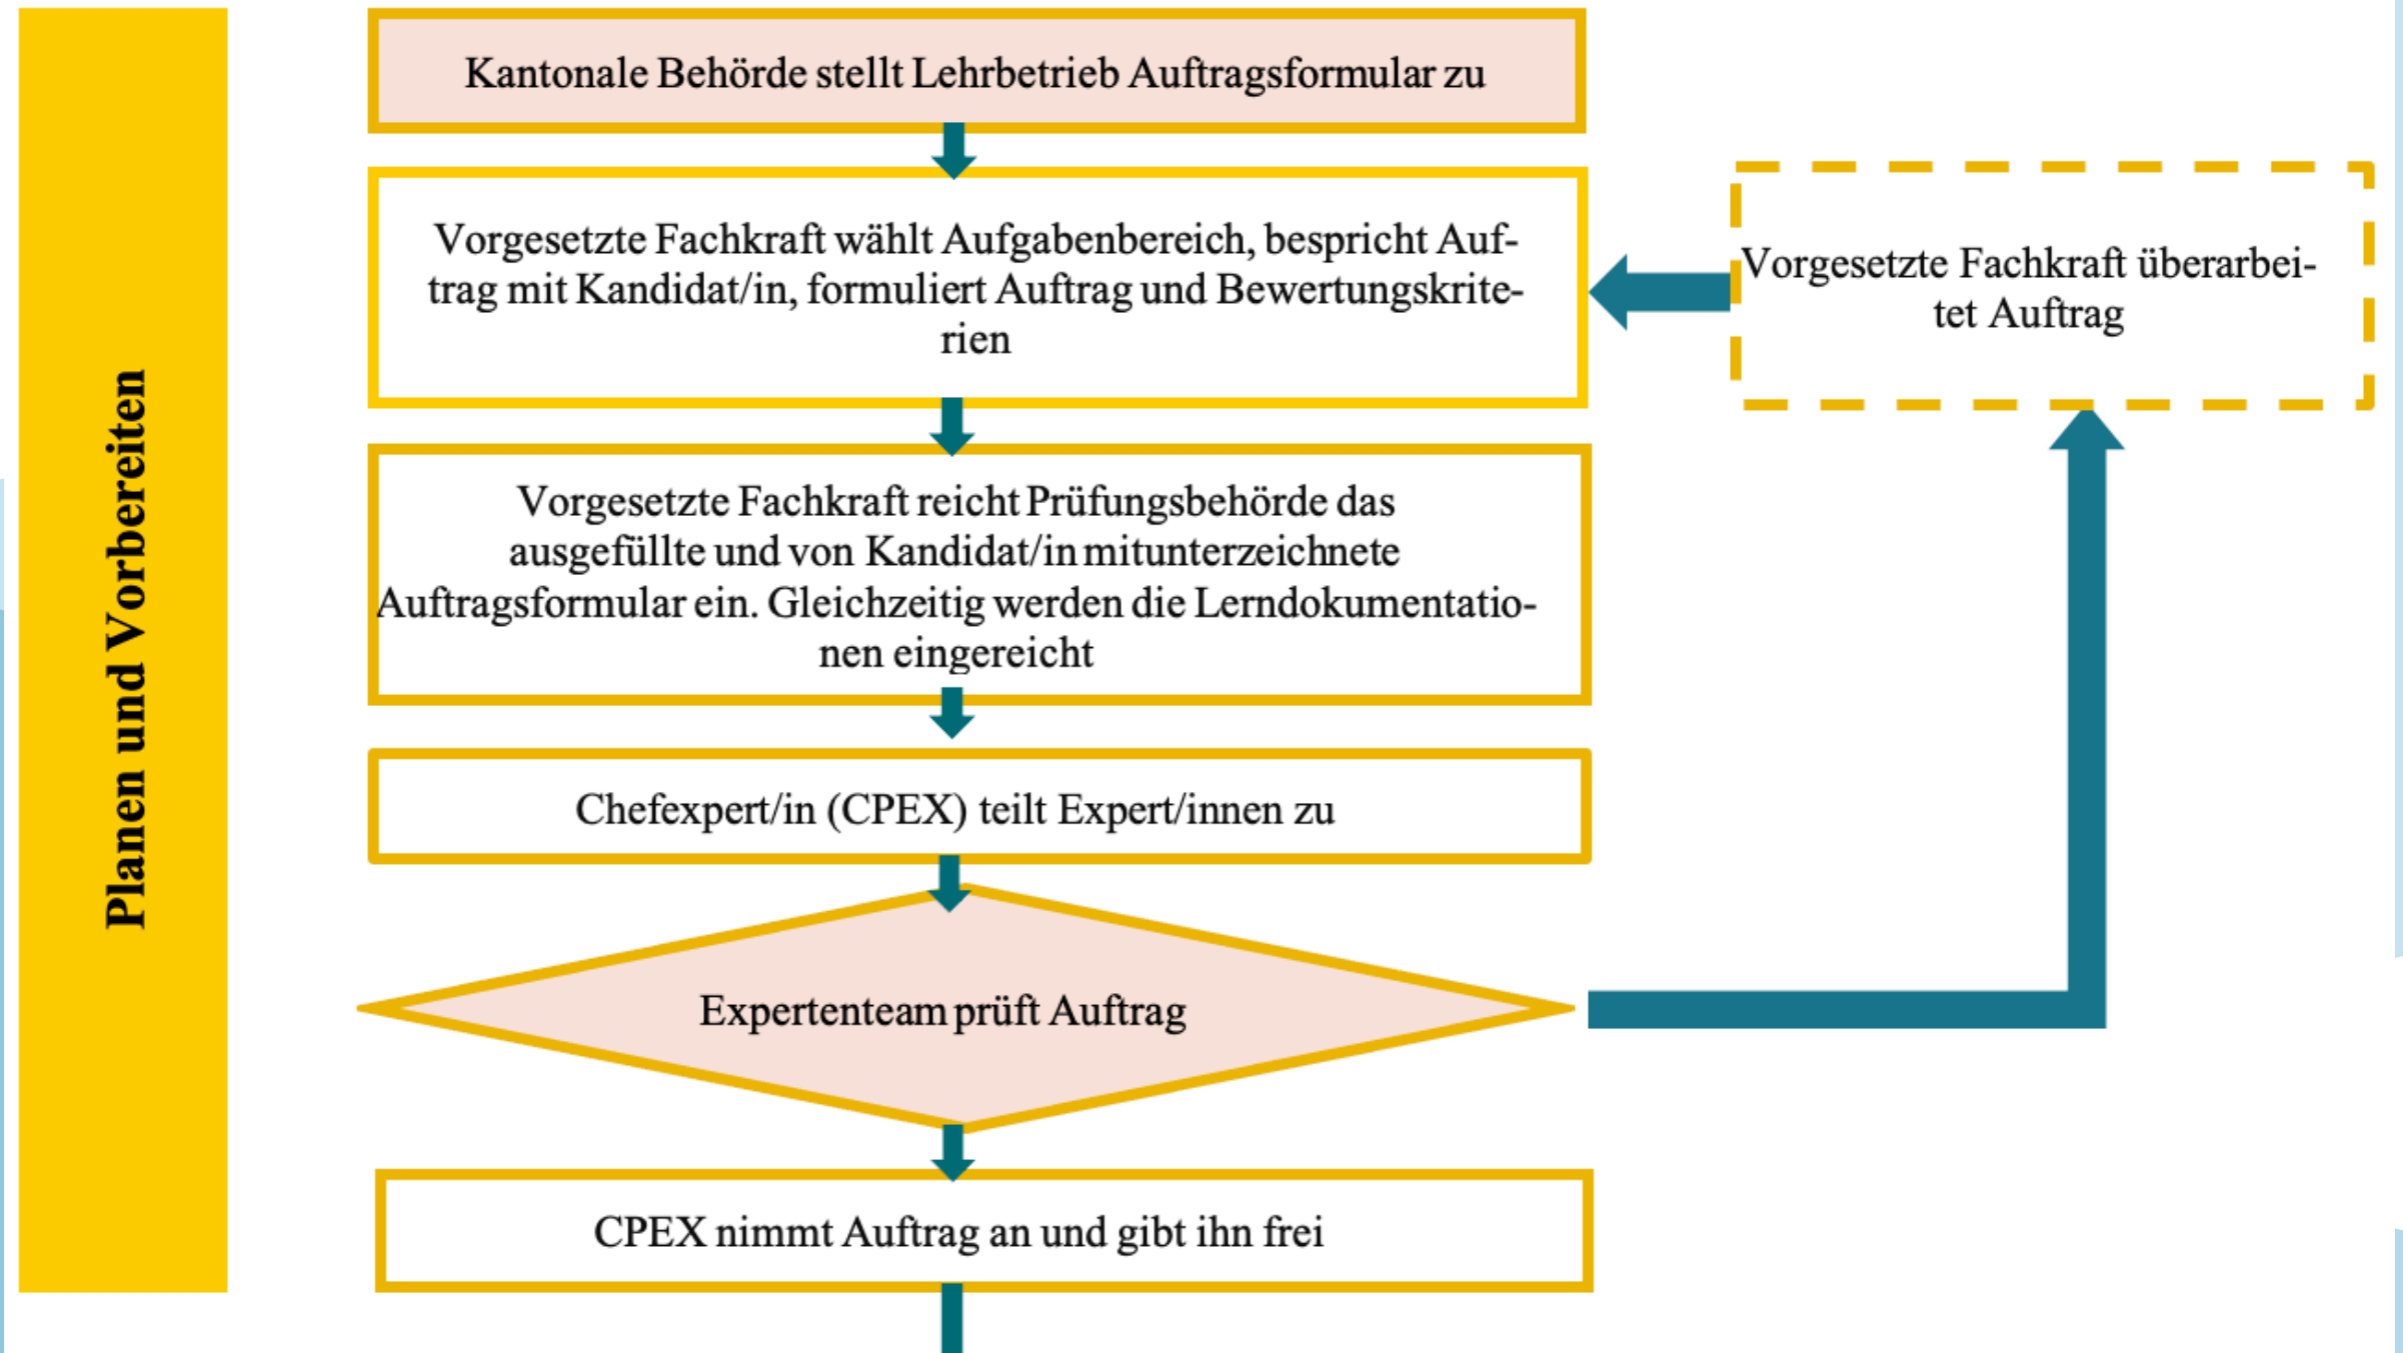 Planen und Vorbereiten
Kantonale Behörde stellt Lehrbetrieb Auftragsformular zu
Vorgesetzte Fachkraft wählt Aufgabenbereich, bespricht Auf-
trag mit Kandidat/in, formuliert Auftrag und Bewertungskrite-
rien
Vorgesetzte Fachkraft überarbei-
tet Auftrag
Vorgesetzte Fachkraft reicht Prüfungsbehörde das
ausgefüllte und von Kandidat/in mitunterzeichnete
Auftragsformular ein. Gleichzeitig werden die Lerndokumentatio-
nen eingereicht
Chefexpert/in (CPEX) teilt Expert/innen zu
Expertenteam prüft Auftrag
CPEX nimmt Auftrag an und gibt ihn frei